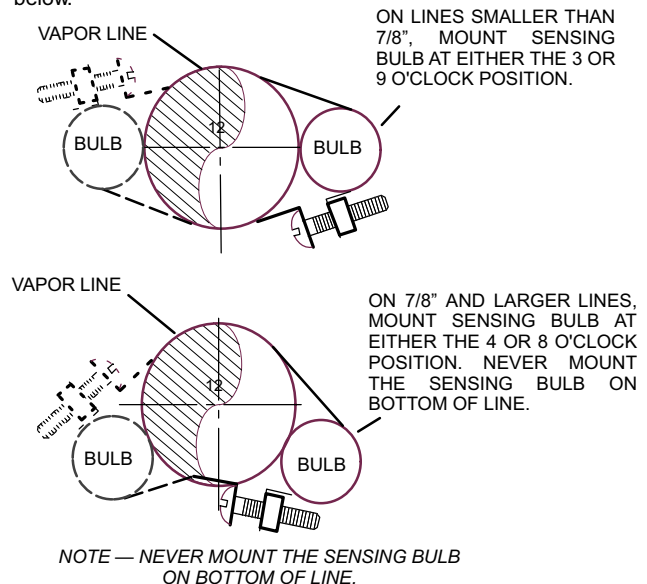 below.
VAPOR LINE
ON LINES SMALLER THAN
7/8", MOUNT SENSING
BULB AT EITHER THE 3 OR
9 O'CLOCK POSITION.
12
BULB
BULB
VAPOR LINE
ON 7/8" AND LARGER LINES,
MOUNT SENSING BULB AT
EITHER THE 4 OR 8 O'CLOCK
POSITION. NEVER MOUNT
THE SENSING BULB ON
BOTTOM OF LINE.
12
BULB
BULB
NOTE — NEVER MOUNT THE SENSING BULB
ON BOTTOM OF LINE.